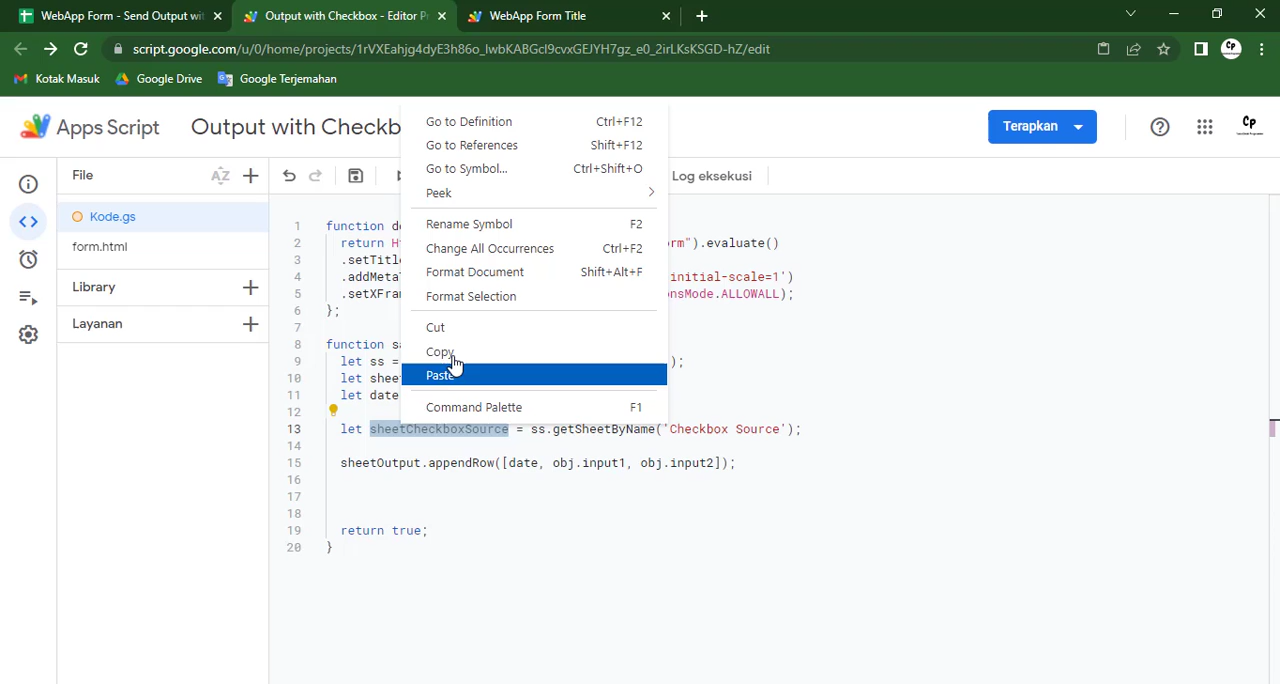 WebApp Form - Send Output wit
Output with Checkbox - Editor P
WebApp Form Title
script.google.com/u/0/home/projects/1rVXEahjg4dyE3h86o_lwbKABGcl9cvxGEJYH7gz_e0_2irLKsKSGD-hZ/edit
Kotak Masuk
Google Drive
Google Terjemahan
Apps Script
Output with Checkb
Terapkan
File
AZ
Log eksekusi
Kode.gs
form.html
Library
Layanan
Go to Definition Ctrl+F12
Go to References Shift+F12
Go to Symbol... Ctrl+Shift+O
Peek
Rename Symbol F2
Change All Occurrences Ctrl+F2
Format Document Shift+Alt+F
Format Selection
Cut
Copy
Paste
Command Palette F1
1 function d
2 return H rm").evaluate()
3 .setTitl
4 .addMeta initial-scale=1')
5 .setXFra nsMode.ALLOWALL);
6 };
7
8 function sa
9 let ss = );
10 let shee
11 let date
12
13 let sheetCheckboxSource = ss.getSheetByName('Checkbox Source');
14
15 sheetOutput.appendRow([date, obj.input1, obj.input2]);
16
17
18
19 return true;
20 }